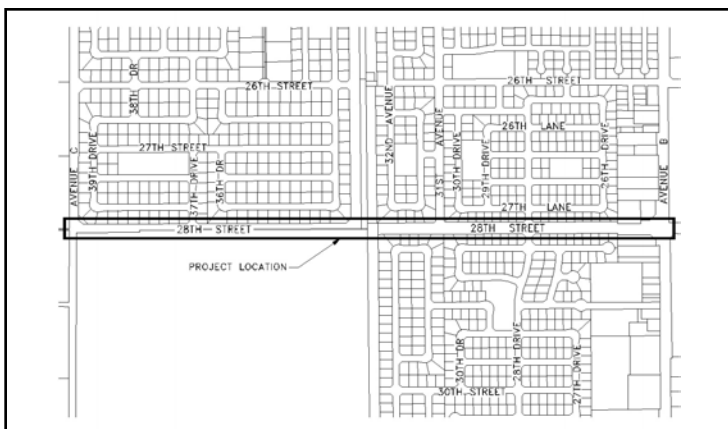 38TH DR
26TH STREET
26TH STREET
32ND AVENUE
31ST AVENUE
26TH LANE
27TH STREET
AVENUE C
39TH DRIVE
37TH DRIVE
36TH DR
30TH DRIVE
29TH DRIVE
26TH DRIVE
AVENUE B
27TH LANE
28TH STREET
28TH STREET
PROJECT LOCATION
30TH DR
28TH DRIVE
27TH DRIVE
30TH STREET